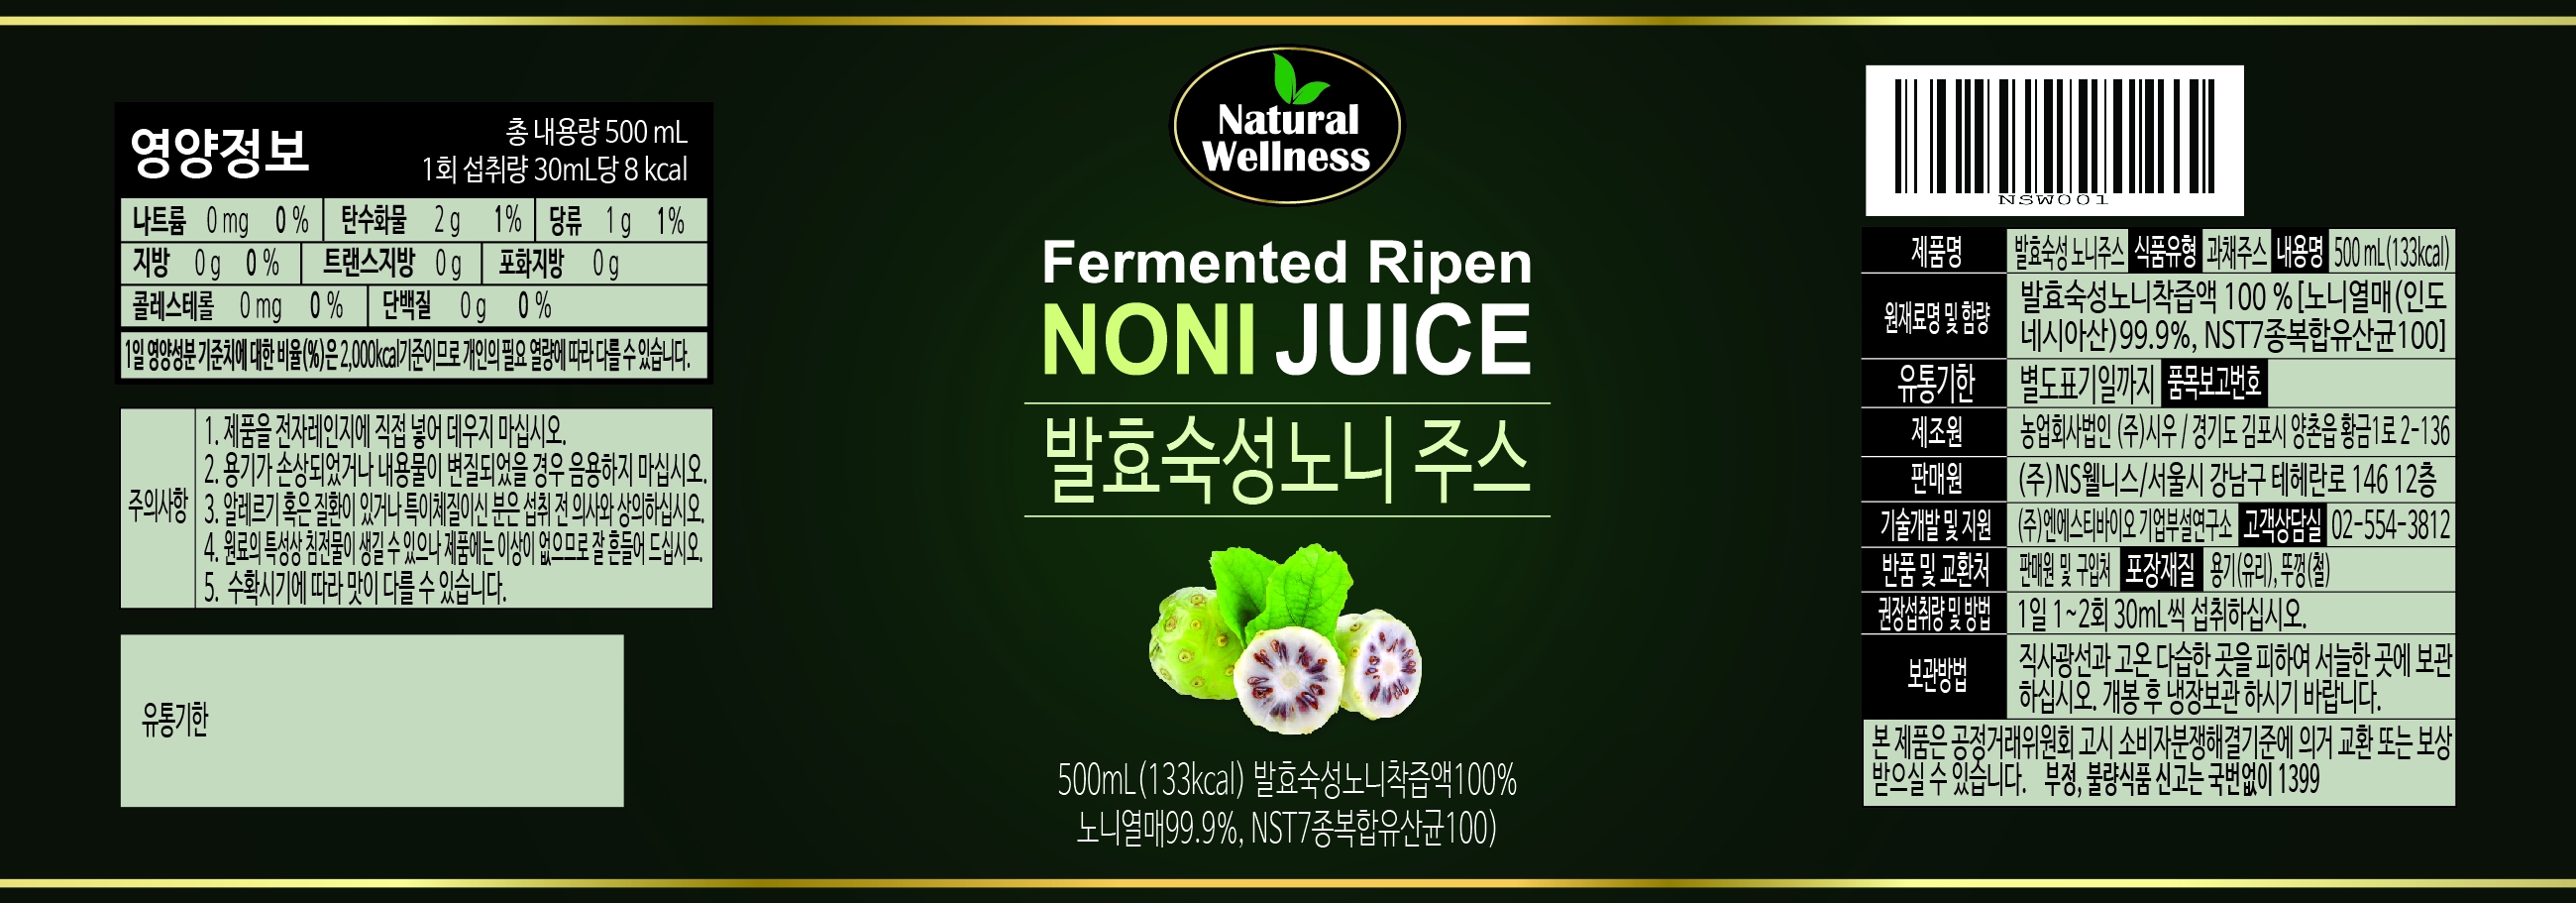 영양정보
총 내용량 500 mL
1회 섭취량 30mL당 8 kcal
나트륨 0 mg 0 % 탄수화물 2 g 1% 당류 1 g 1%
지방 0 g 0 % 트랜스지방 0 g 포화지방 0 g
콜레스테롤 0 mg 0 % 단백질 0 g 0 %
1일 영양성분 기준치에 대한 비율(%)은 2,000kcal기준이므로 개인의 필요 열량에 따라 다를 수 있습니다.
주의사항
1. 제품을 전자레인지에 직접 넣어 데우지 마십시오.
2. 용기가 손상되었거나 내용물이 변질되었을 경우 음용하지 마십시오.
3. 알레르기 혹은 질환이 있거나 특이체질이신 분은 섭취 전 의사와 상의하십시오.
4. 원료의 특성상 침전물이 생길 수 있으나 제품에는 이상이 없으므로 잘 흔들어 드십시오.
5. 수확시기에 따라 맛이 다를 수 있습니다.
유통기한
Natural
Wellness
Fermented Ripen
NONI JUICE
발효숙성노니 주스
500mL(133kcal) 발효숙성노니착즙액100%
노니열매99.9%, NST7종복합유산균100)
NSW001
제품명 발효숙성 노니주스 식품유형 과채주스 내용명 500 mL(133kcal)
원재료명 및 함량 발효숙성노니착즙액 100 % [노니열매(인도
네시아산)99.9%, NST7종복합유산균100]
유통기한 별도표기일까지 품목보고번호
제조원 농업회사법인 (주)시우 / 경기도 김포시 양촌읍 황금1로 2-136
판매원 (주)NS웰니스/서울시 강남구 테헤란로 146 12층
기술개발 및 지원 (주)엔에스티바이오 기업부설연구소 고객상담실 02-554-3812
반품 및 교환처 판매원 및 구입처 포장재질 용기(유리), 뚜껑(철)
권장섭취량 및 방법 1일 1~2회 30mL씩 섭취하십시오.
보관방법 직사광선과 고온 다습한 곳을 피하여 서늘한 곳에 보관
하십시오. 개봉 후 냉장보관 하시기 바랍니다.
본 제품은 공정거래위원회 고시 소비자분쟁해결기준에 의거 교환 또는 보상
받으실 수 있습니다. 부정, 불량식품 신고는 국번없이 1399